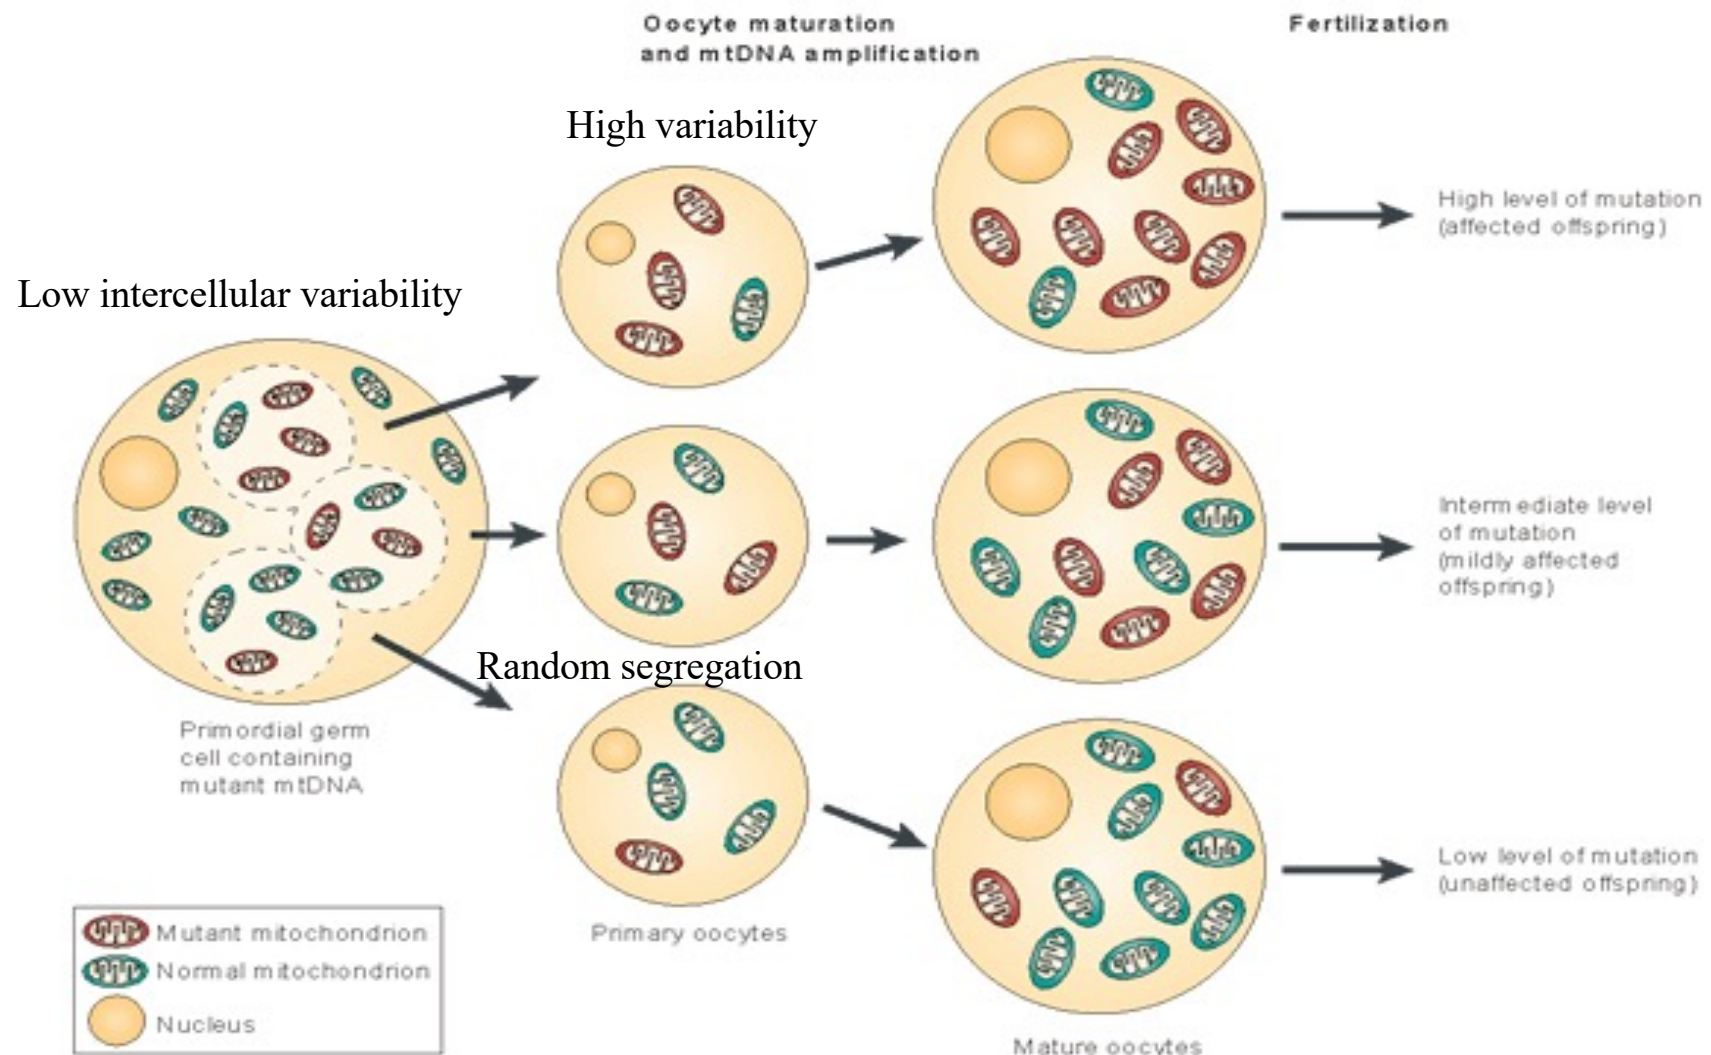 Oocyte maturation
and mtDNA amplification
Fertilization
High variability
Low intercellular variability
High level of mutation
(affected offspring)
Intermediate level
of mutation
(mildly affected
offspring)
Random segregation
Primordial germ
cell containing
mutant mtDNA
Low level of mutation
(unaffected offspring)
Primary oocytes
Mutant mitochondrion
Normal mitochondrion
Nucleus
Mature oocytes